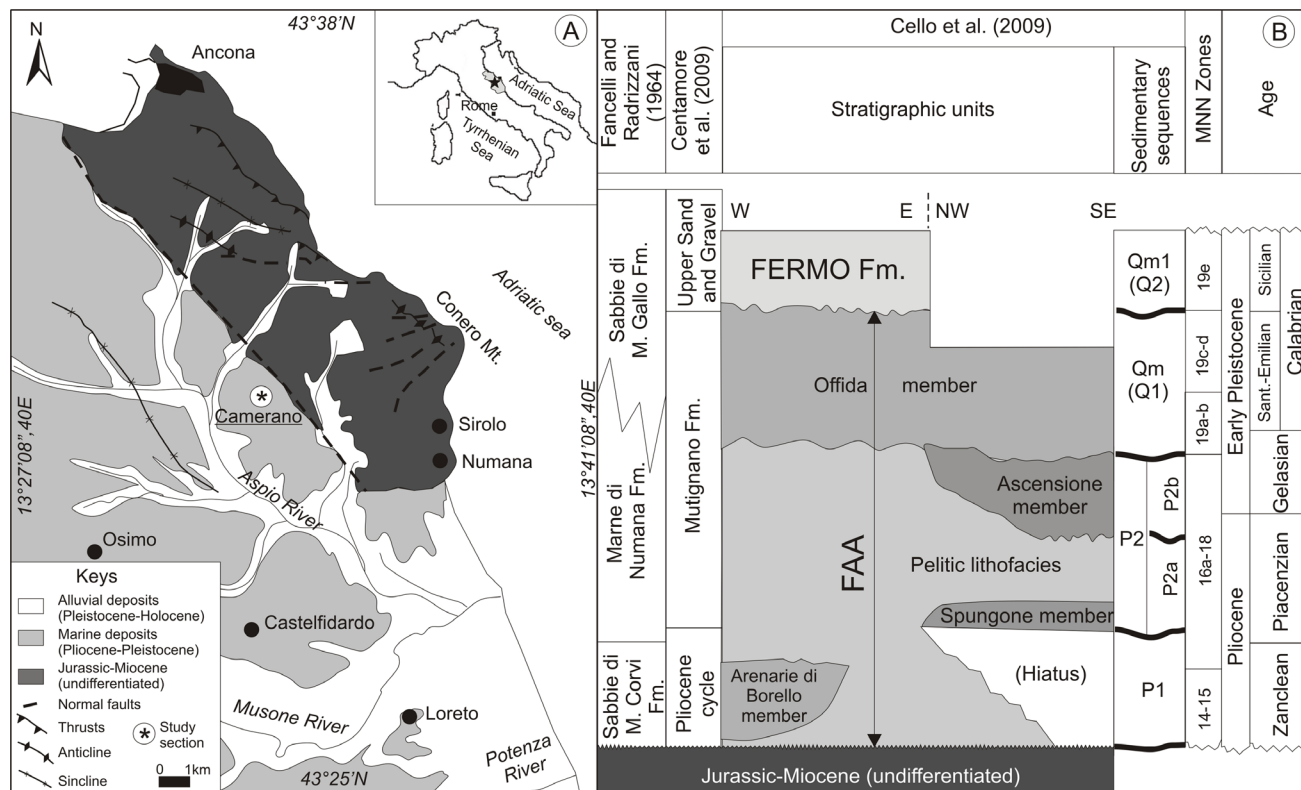 43°38'N
A
N
Ancona
Adriatic Sea
Rome
Tyrrhenian
Sea
Adriatic sea
Conero Mt.
Camerano
Sirolo
Numana
13°27'08",40E
13°41'08",40E
Aspio River
Osimo
Castelfidardo
Musone River
Loreto
Potenza
River
43°25'N
Keys
Alluvial deposits
(Pleistocene-Holocene)
Marine deposits
(Pliocene-Pleistocene)
Jurassic-Miocene
(undifferentiated)
Normal faults
Thrusts
Anticline
Sincline
* Study
section
0 1km
B
Fancelli and
Radrizzani
(1964)
Centamore
et al. (2009)
Cello et al. (2009)
Stratigraphic units
Sedimentary
sequences
MNN Zones
Age
W
E
NW
SE
Sabbie di
M. Gallo Fm.
Marne di
Numana Fm.
Sabbie di
M. Corvi
Fm.
Upper Sand
and Gravel
Mutignano Fm.
Pliocene
cycle
FERMO Fm.
Offida member
Ascensione
member
FAA
Pelitic lithofacies
Spungone member
Arenarie di
Borello
member
(Hiatus)
Jurassic-Miocene (undifferentiated)
Qm1
(Q2)
Qm
(Q1)
P2
P2b
P2a
P1
19e
19c-d
19a-b
16a-18
14-15
Early Pleistocene
Pliocene
Sicilian
Sant.-Emilian
Calabrian
Gelasian
Piacenzian
Zanclean